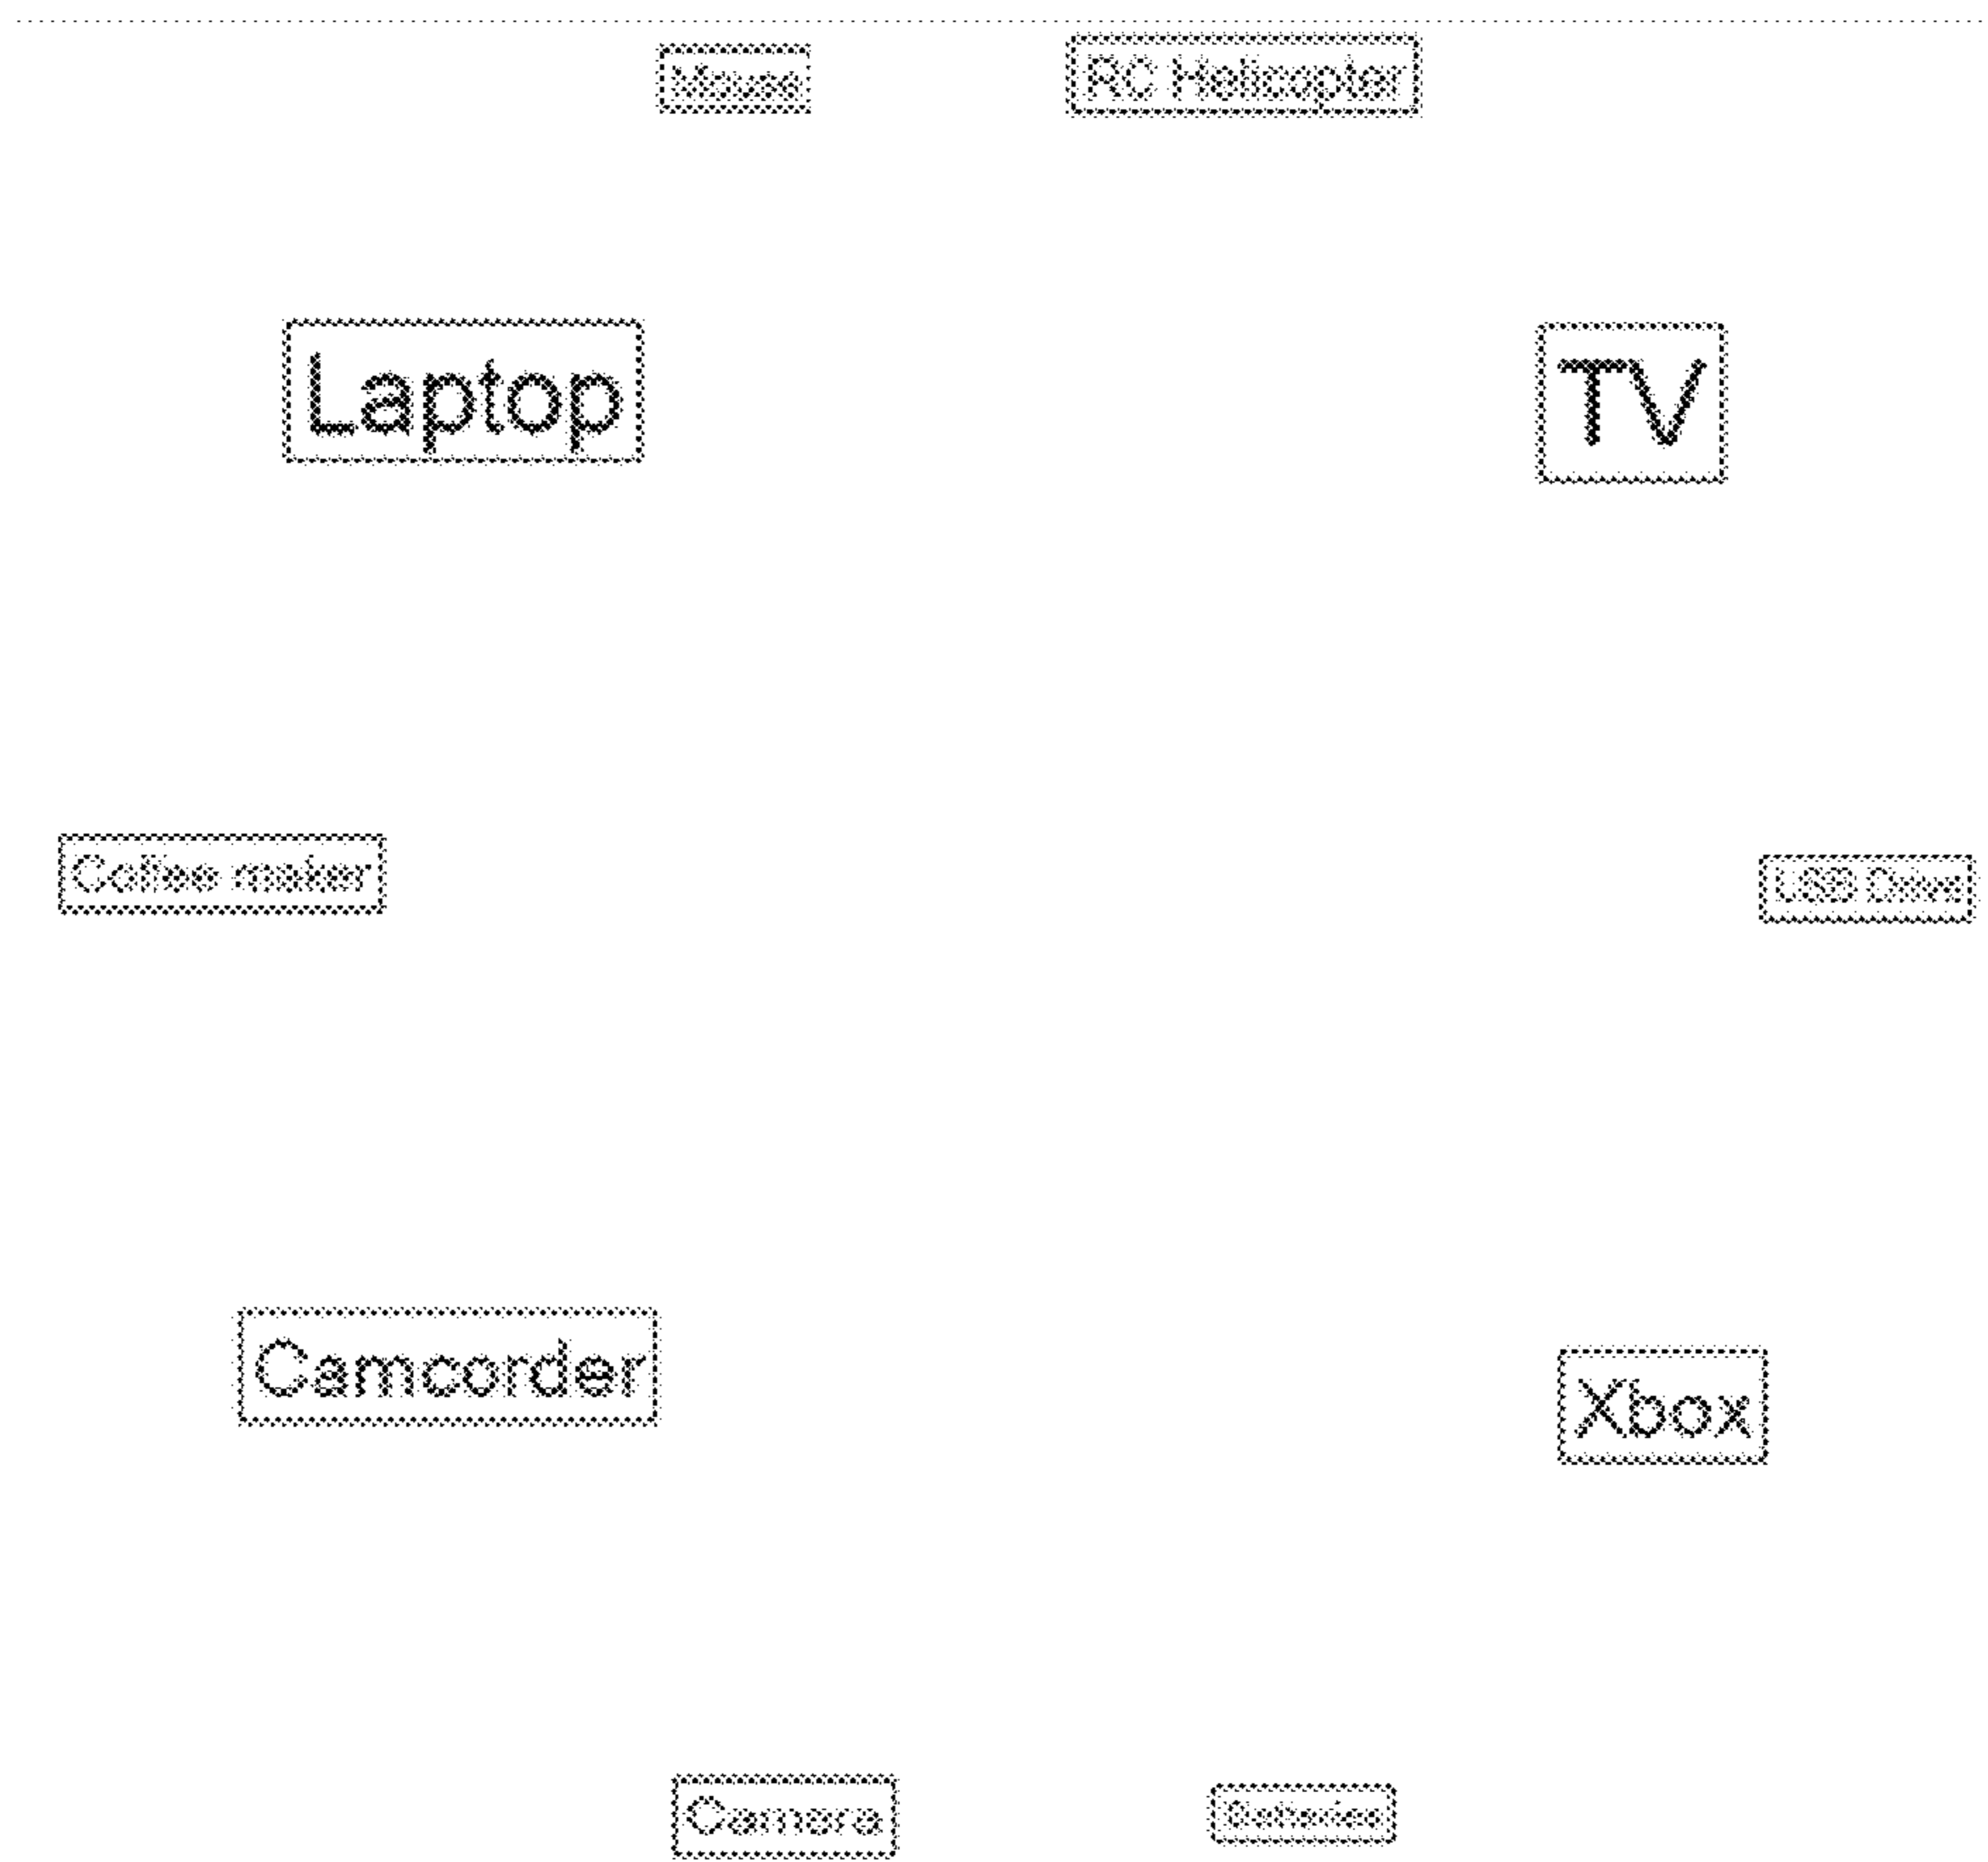 Mouse
RC Helicopter
Laptop
TV
Coffee maker
USB Drive
Camcorder
Xbox
Camera
Batteries